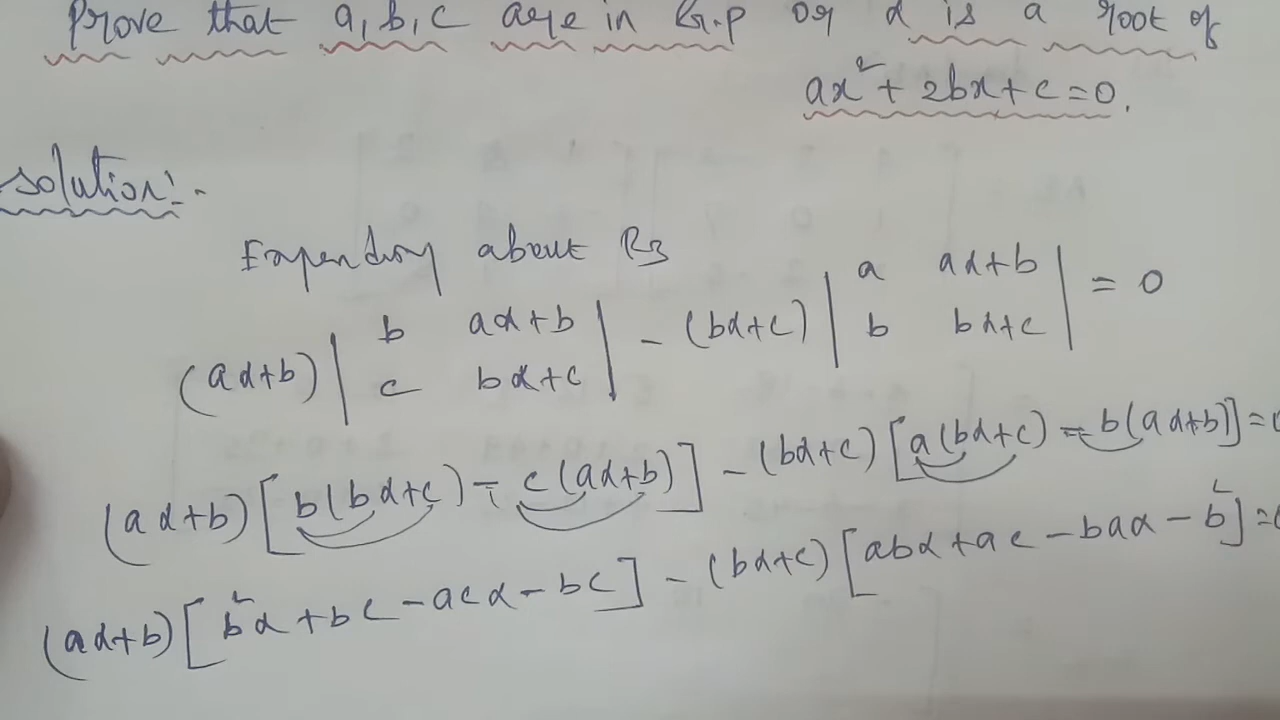 Prove that a, b, c are in G.P or α is a root of
ax² + 2bx + c = 0.
Solution:-
Expending about R3
(aα+b) | b aα+b | - (bα+c) | a aα+b | = 0
| c bα+c | | b bα+c |
(aα+b) [b(bα+c) - c(aα+b)] - (bα+c) [a(bα+c) - b(aα+b)] = 0
(aα+b) [b²α + bc - acα - bc] - (bα+c) [abα + ac - baα - b²] = 0